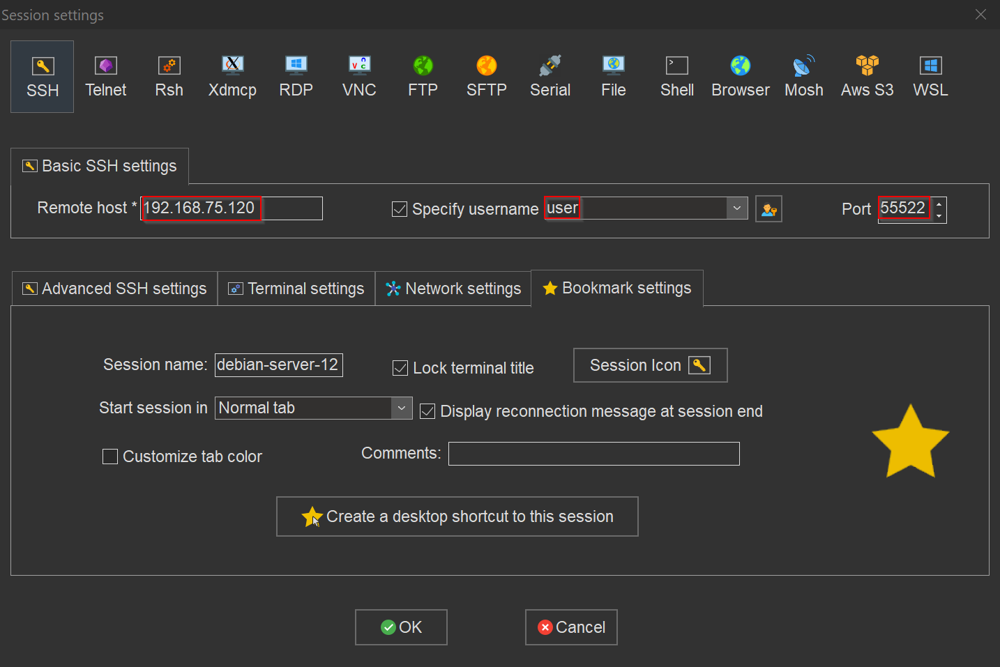 Session settings
SSH Telnet Rsh Xdmcp RDP VNC FTP SFTP Serial File Shell Browser Mosh Aws S3 WSL
Basic SSH settings
Remote host * 192.168.75.120 Specify username user Port 55522
Advanced SSH settings Terminal settings Network settings Bookmark settings
Session name: debian-server-12 Lock terminal title Session Icon
Start session in Normal tab Display reconnection message at session end
Customize tab color Comments:
Create a desktop shortcut to this session
OK Cancel